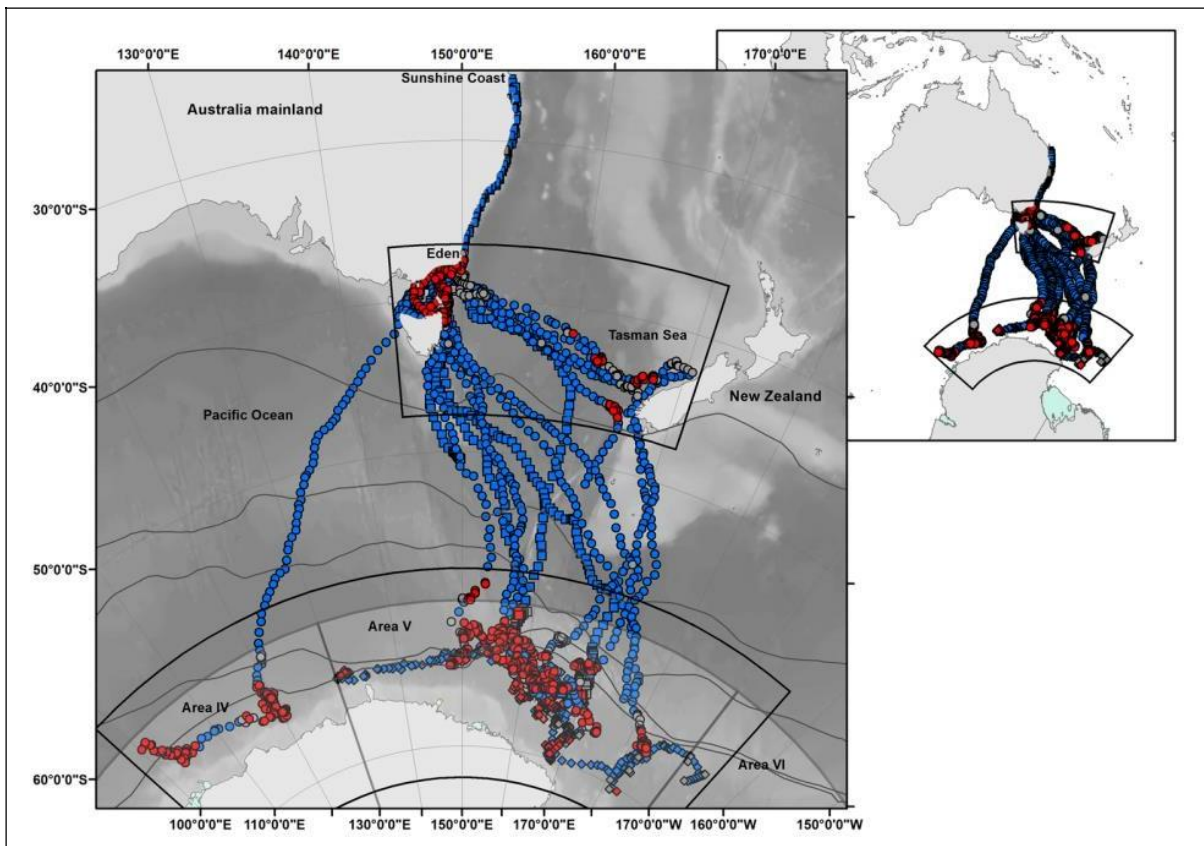 130°0'0"E 140°0'0"E 150°0'0"E 160°0'0"E 170°0'0"E
Sunshine Coast
Australia mainland
30°0'0"S
Eden
Tasman Sea
40°0'0"S
New Zealand
Pacific Ocean
50°0'0"S
Area V
Area IV
Area VI
60°0'0"S
100°0'0"E 110°0'0"E 130°0'0"E 150°0'0"E 170°0'0"E 170°0'0"W 160°0'0"W 150°0'0"W